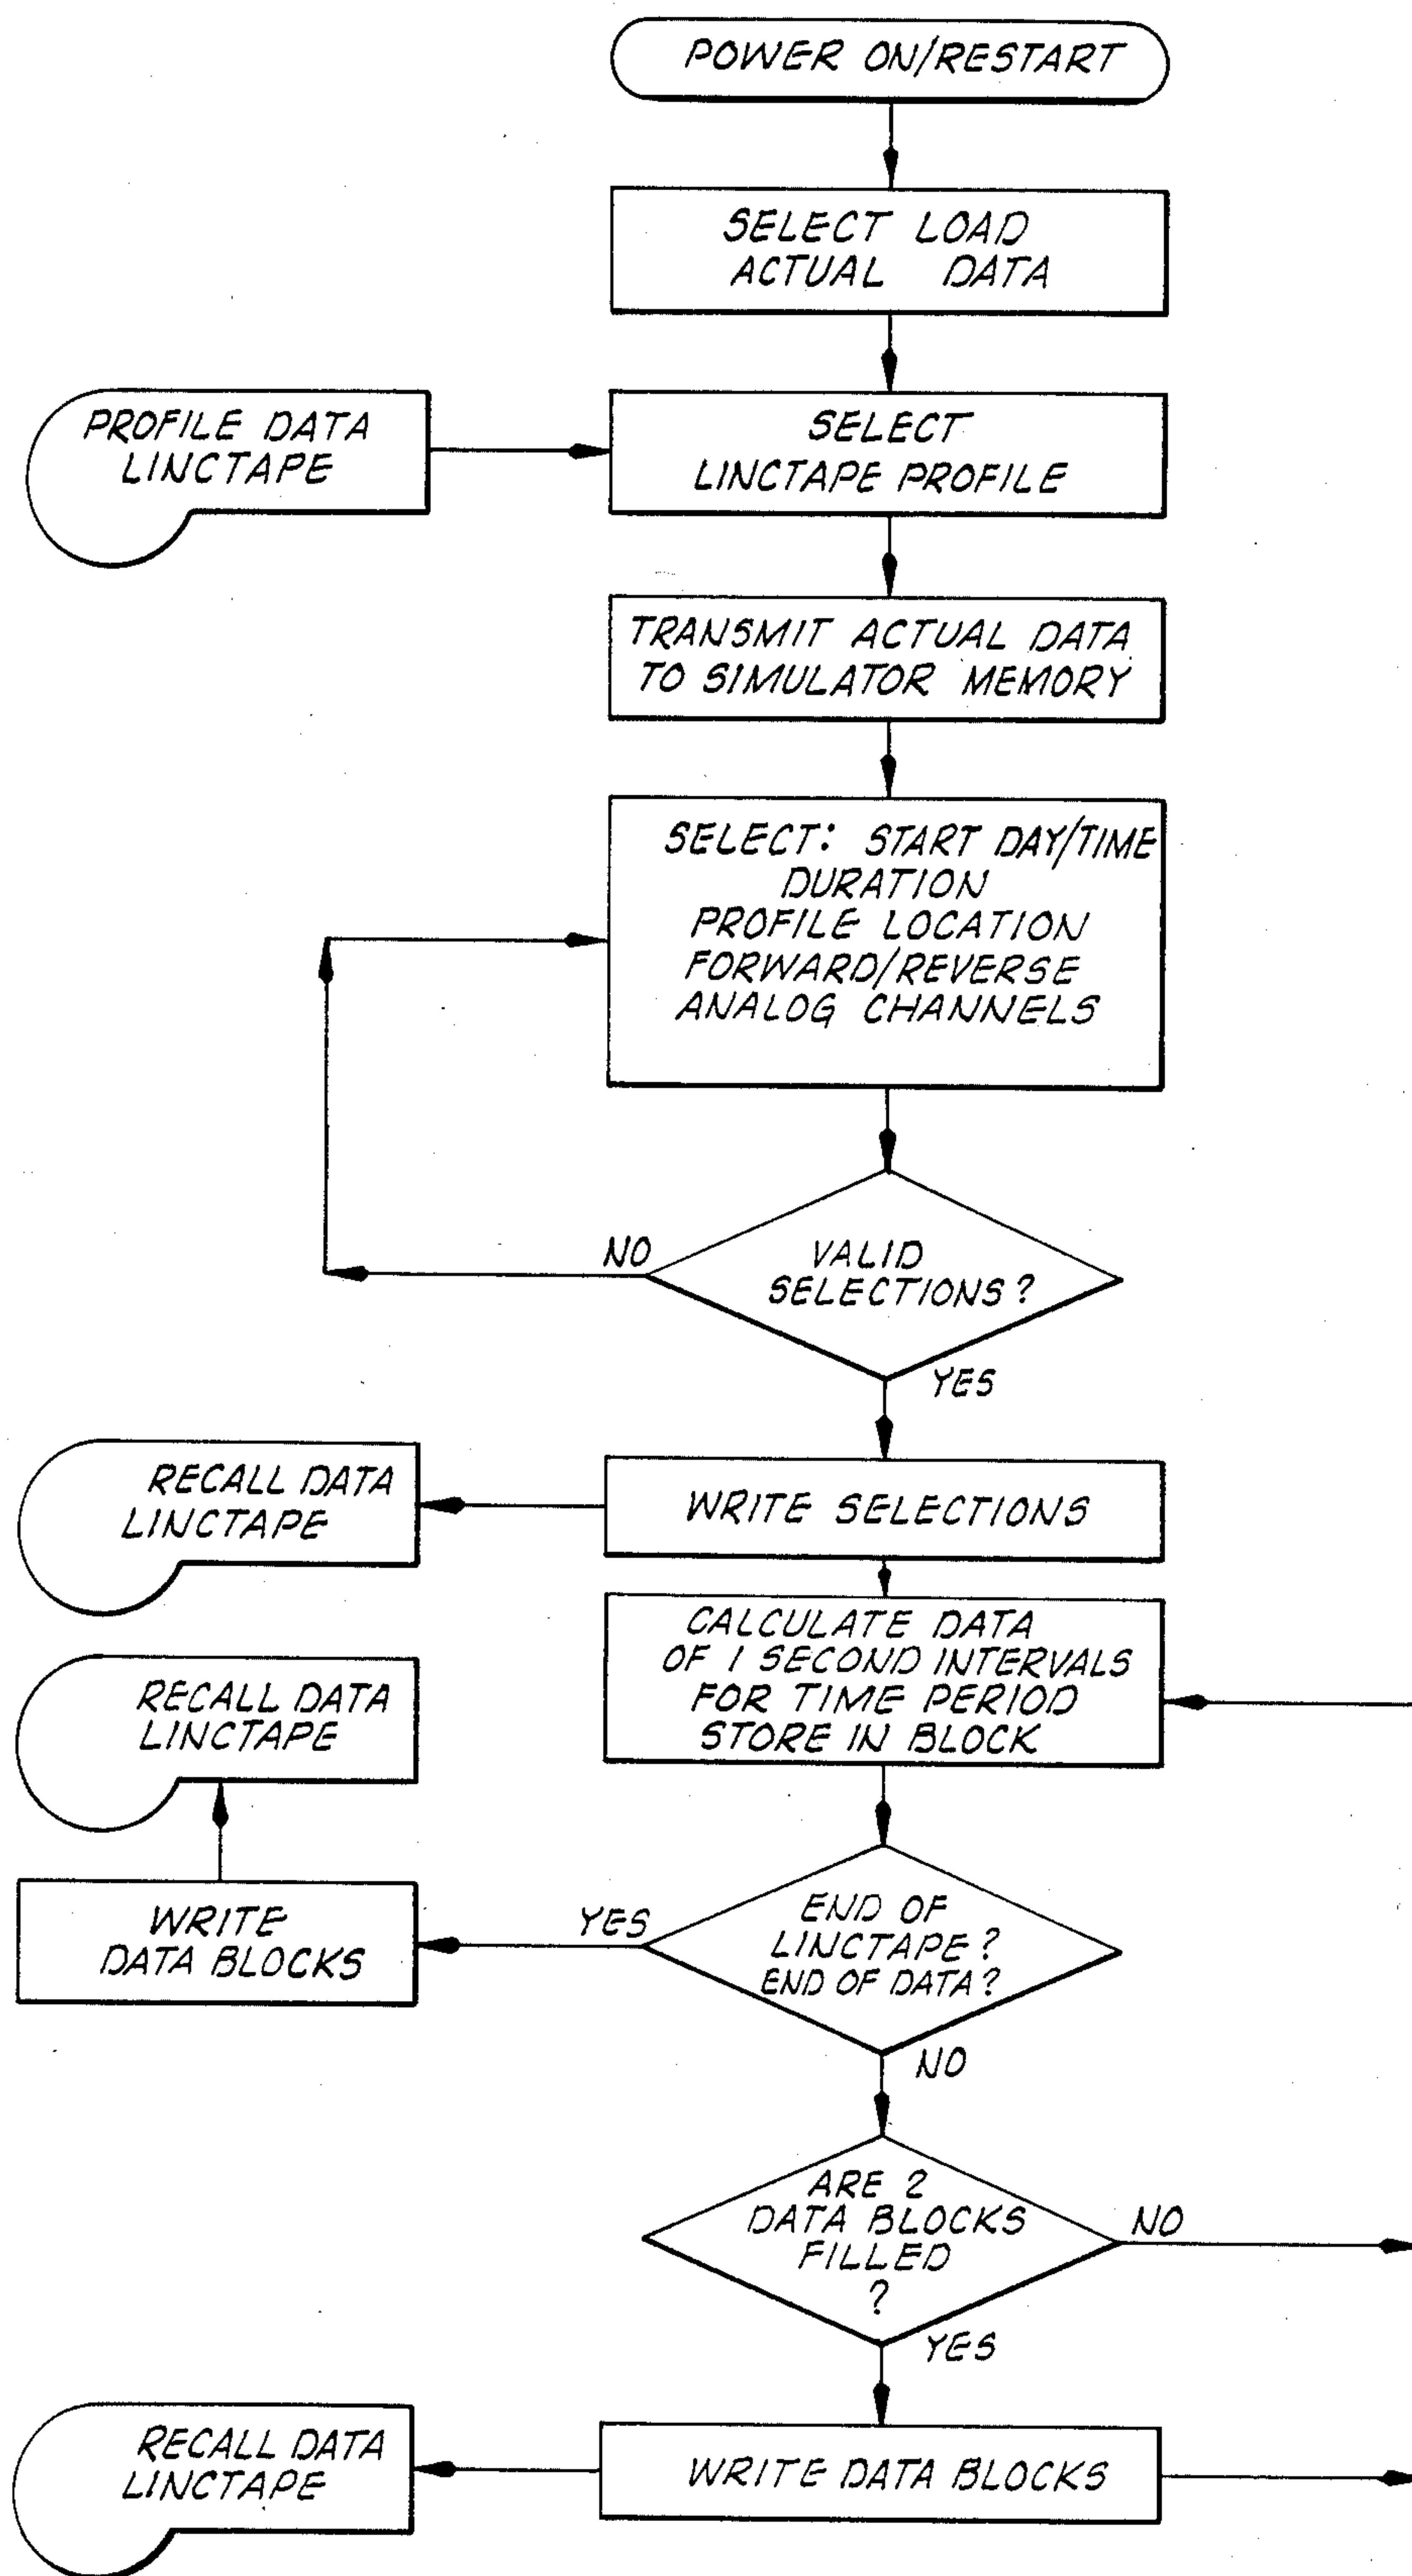 POWER ON/RESTART
SELECT LOAD
ACTUAL DATA
PROFILE DATA
LINCTAPE
SELECT
LINCTAPE PROFILE
TRANSMIT ACTUAL DATA
TO SIMULATOR MEMORY
SELECT: START DAY/TIME
DURATION
PROFILE LOCATION
FORWARD/REVERSE
ANALOG CHANNELS
NO
VALID
SELECTIONS?
YES
RECALL DATA
LINCTAPE
WRITE SELECTIONS
CALCULATE DATA
OF 1 SECOND INTERVALS
FOR TIME PERIOD
STORE IN BLOCK
RECALL DATA
LINCTAPE
WRITE
DATA BLOCKS
YES
END OF
LINCTAPE?
END OF DATA?
NO
ARE 2
DATA BLOCKS
FILLED
?
NO
YES
RECALL DATA
LINCTAPE
WRITE DATA BLOCKS